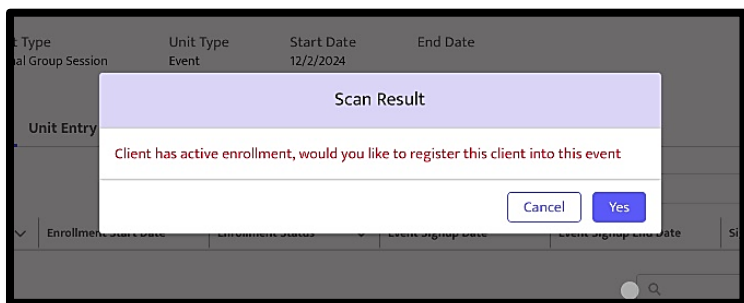 t Type Unit Type Start Date End Date
nal Group Session Event 12/2/2024
Scan Result
Unit Entry
Client has active enrollment, would you like to register this client into this event
Cancel Yes
Enrollment Start Date Enrollment Status Event Signup Date Event Signup End Date Si